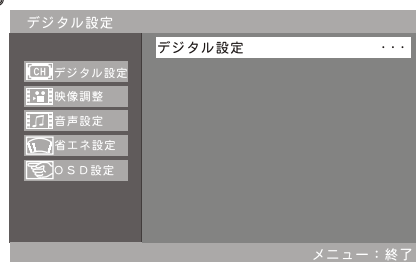 デジタル設定
デジタル設定 ･･･
CH デジタル設定
映像調整
音声設定
省エネ設定
OSD設定
メニュー：終了